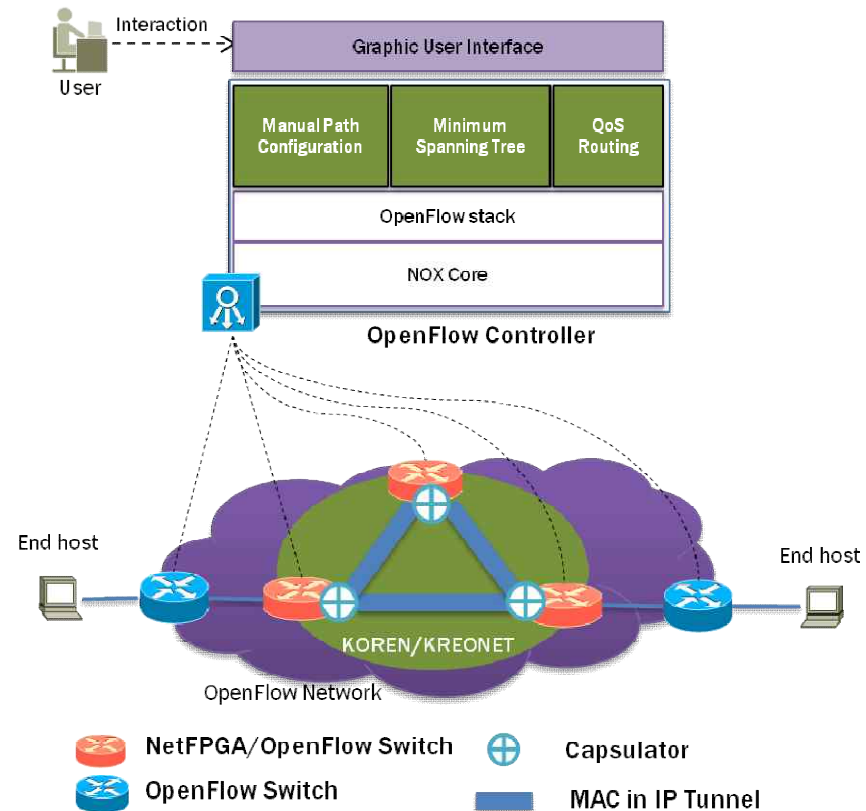 Interaction
Graphic User Interface
User
Manual Path
Configuration
Minimum
Spanning Tree
QoS
Routing
OpenFlow stack
NOX Core
OpenFlow Controller
End host
End host
KOREN/KREONET
OpenFlow Network
NetFPGA/OpenFlow Switch
Capsulator
OpenFlow Switch
MAC in IP Tunnel